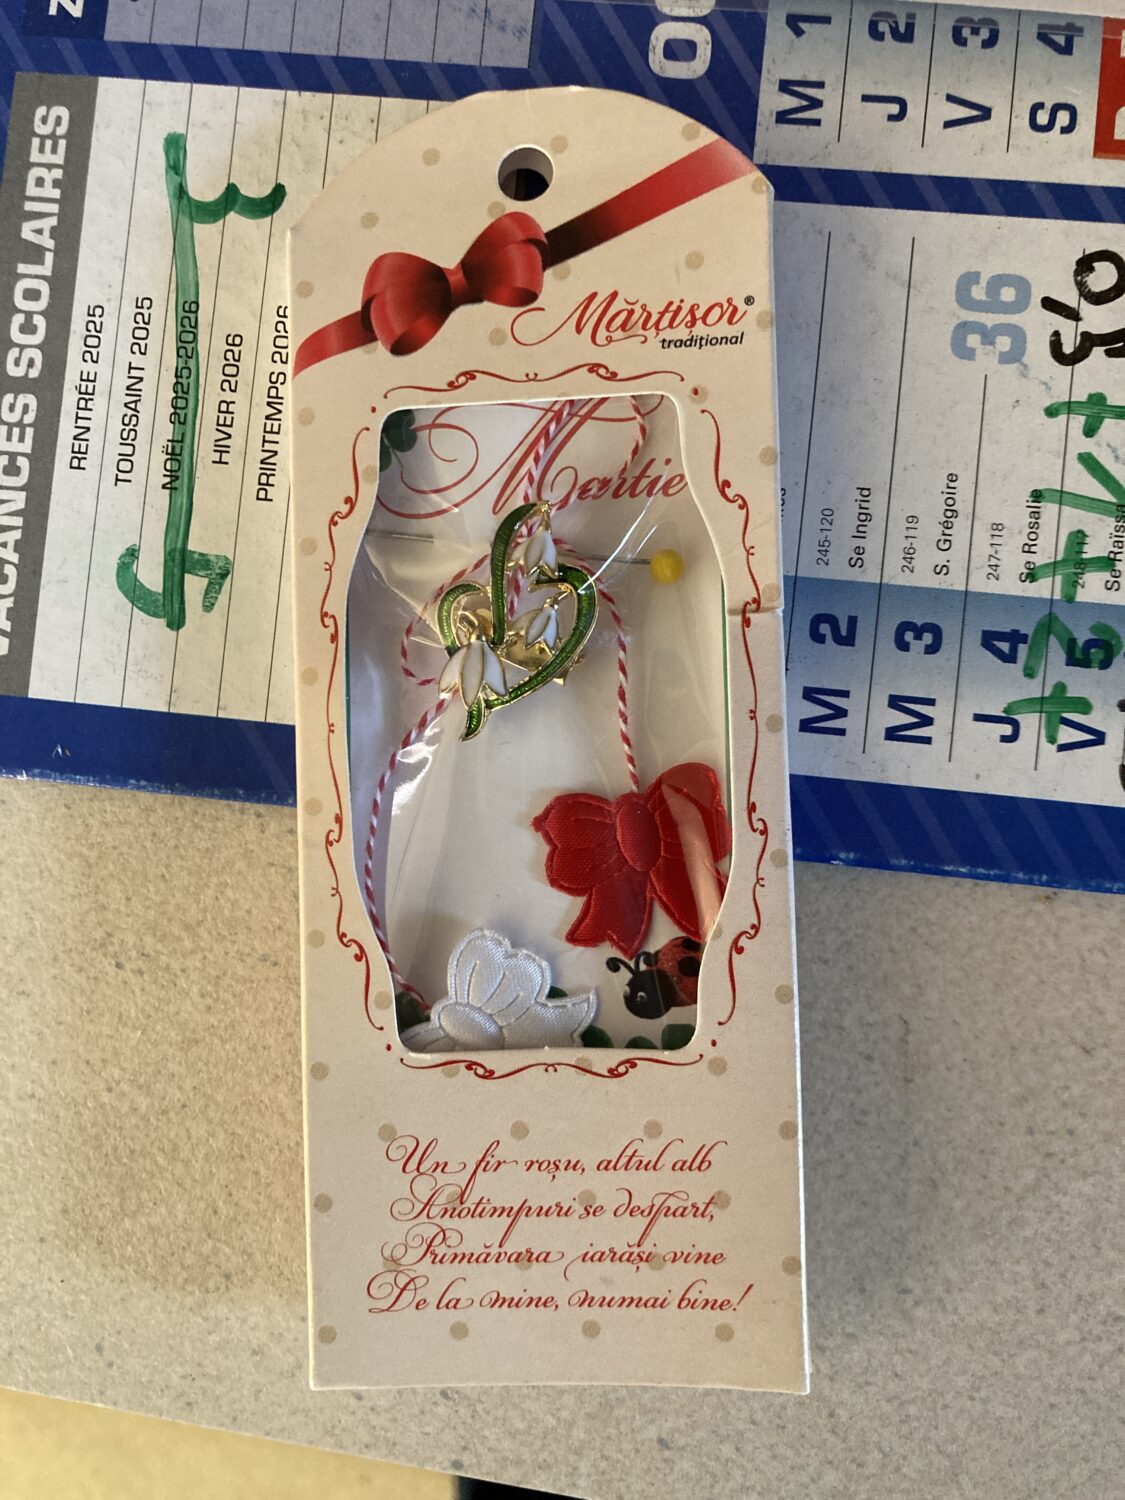 Mărțișor®
tradițional
Martie
Un fir roșu, altul alb
Anotimpuri se despart,
Primăvara iarăși vine
De la mine, numai bine!
VACANCES SCOLAIRES
RENTRÉE 2025
TOUSSAINT 2025
NOËL 2025-2026
HIVER 2026
PRINTEMPS 2026
M 1
J 2
V 3
S 4
36
M 2
245-120
Se Ingrid
M 3
246-119
S. Grégoire
J 4
247-118
Se Rosalie
V 5
248-117
Se Raïssa